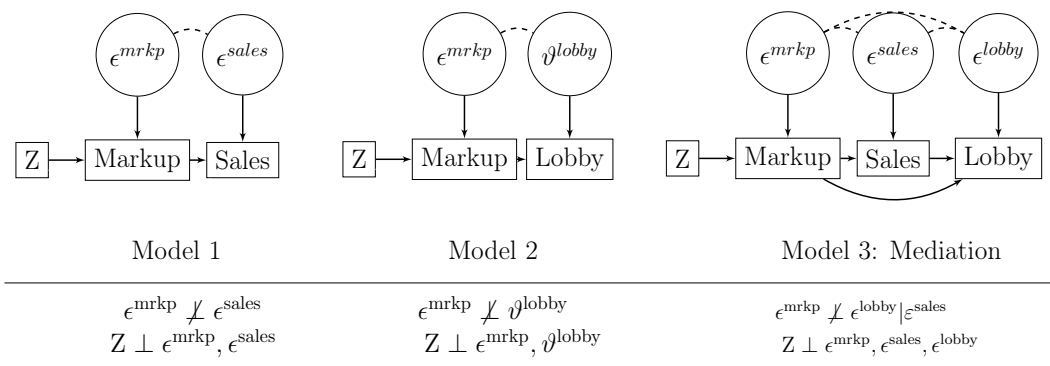 ϵ^mrkp ϵ^sales ϵ^mrkp ϑ^lobby ϵ^mrkp ϵ^sales ϵ^lobby
Z Markup Sales Z Markup Lobby Z Markup Sales Lobby
Model 1 Model 2 Model 3: Mediation
ϵ^mrkp ⊥̸ ϵ^sales ϵ^mrkp ⊥̸ ϑ^lobby ϵ^mrkp ⊥̸ ϵ^lobby|ε^sales
Z ⊥ ϵ^mrkp, ϵ^sales Z ⊥ ϵ^mrkp, ϑ^lobby Z ⊥ ϵ^mrkp, ϵ^sales, ϵ^lobby